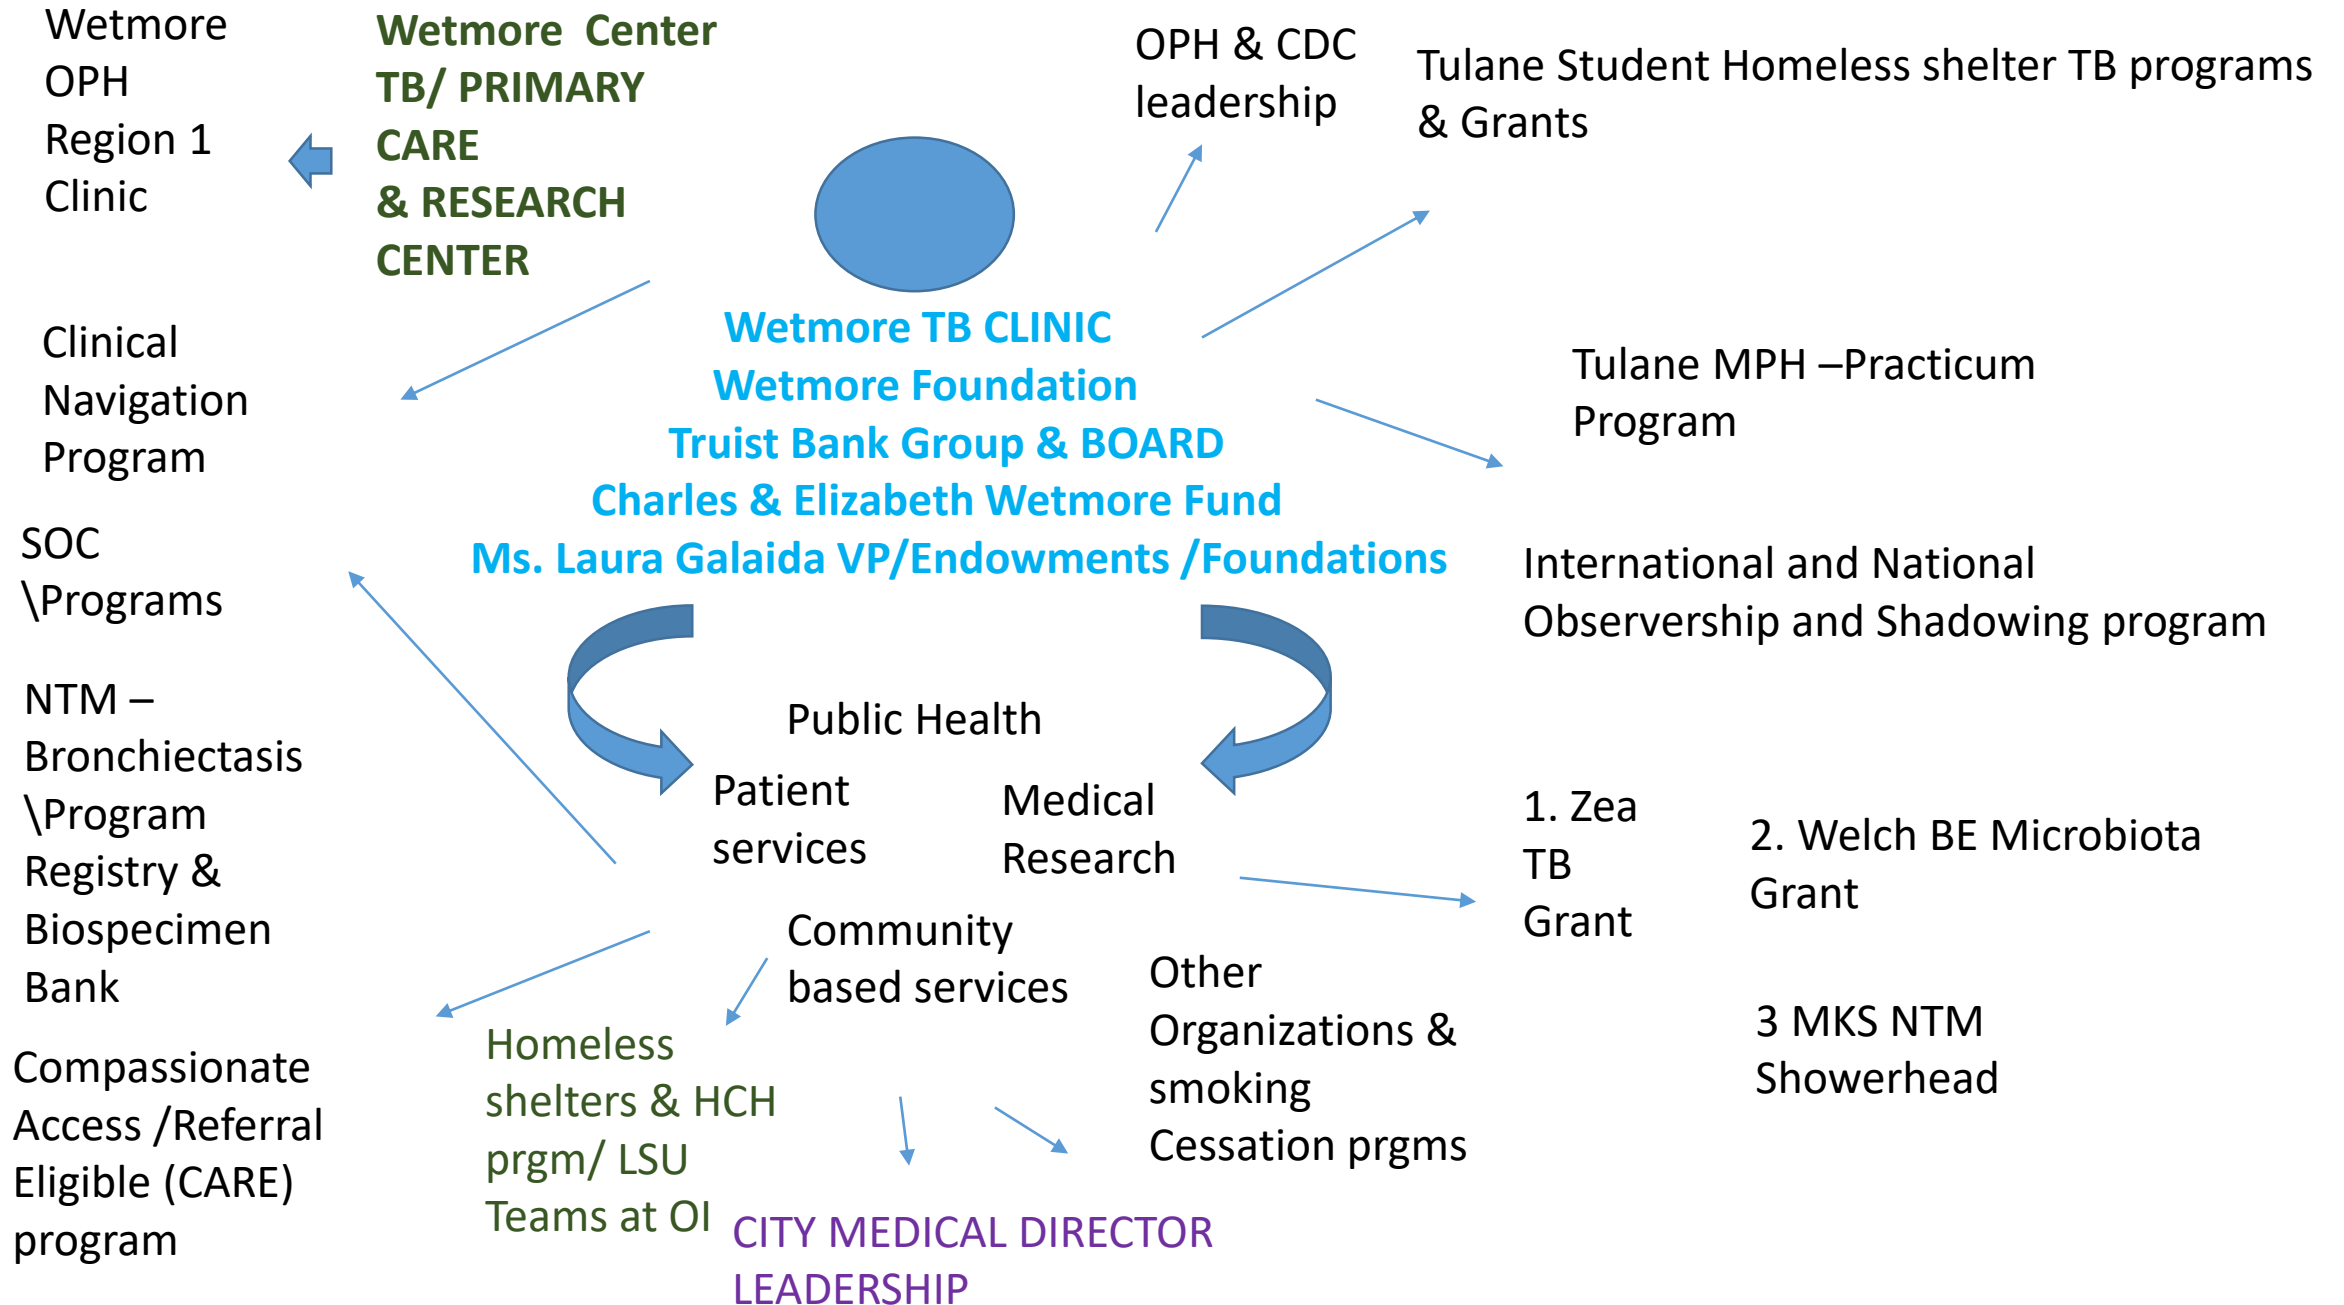 Wetmore
OPH
Region 1
Clinic
Wetmore  Center
TB/ PRIMARY
CARE
& RESEARCH
CENTER
OPH & CDC
leadership
Tulane Student Homeless shelter TB programs
& Grants
Clinical
Navigation
Program
Wetmore TB CLINIC
Wetmore Foundation
Truist Bank Group & BOARD
Charles & Elizabeth Wetmore Fund
Ms. Laura Galaida VP/Endowments /Foundations
Tulane MPH –Practicum
Program
SOC
\Programs
International and National
Observership and Shadowing program
NTM –
Bronchiectasis
\Program
Registry &
Biospecimen
Bank
Public Health
Patient
services
Medical
Research
Community
based services
1. Zea
TB
Grant
2. Welch BE Microbiota
Grant
3 MKS NTM
Showerhead
Other
Organizations &
smoking
Cessation prgms
Compassionate
Access /Referral
Eligible (CARE)
program
Homeless
shelters & HCH
prgm/ LSU
Teams at OI
CITY MEDICAL DIRECTOR
LEADERSHIP